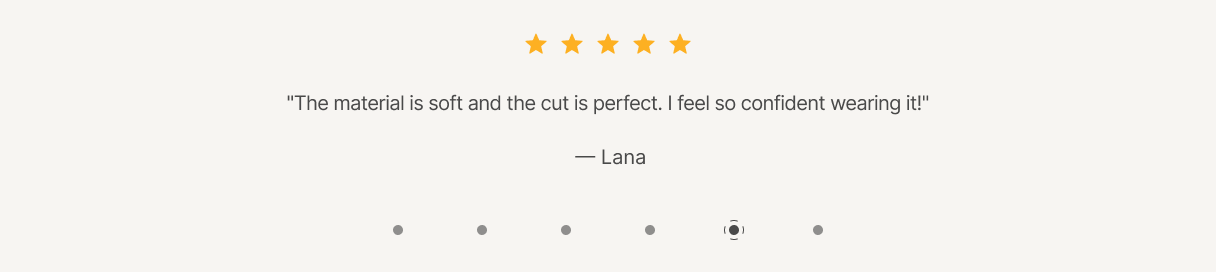 "The material is soft and the cut is perfect. I feel so confident wearing it!"
— Lana